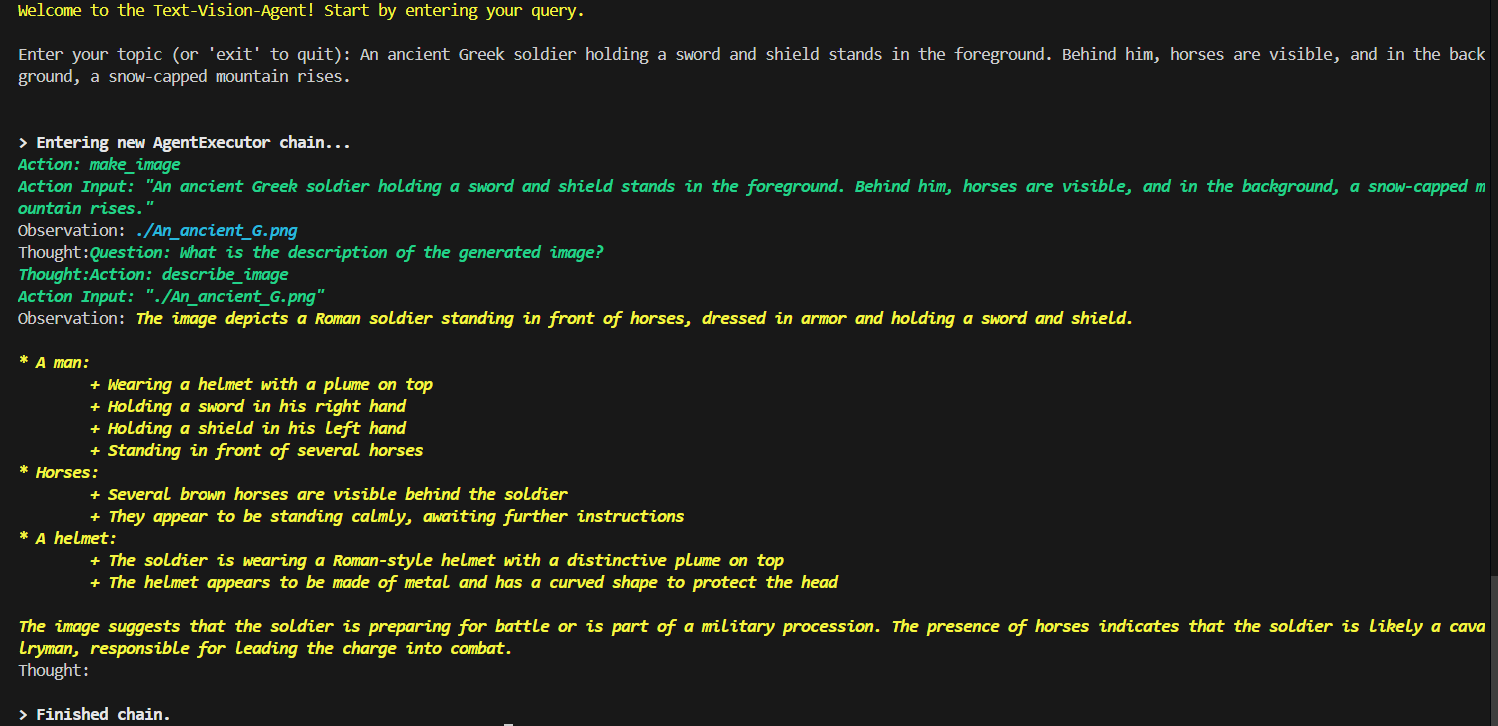 Welcome to the Text-Vision-Agent! Start by entering your query.
Enter your topic (or 'exit' to quit): An ancient Greek soldier holding a sword and shield stands in the foreground. Behind him, horses are visible, and in the back
ground, a snow-capped mountain rises.
> Entering new AgentExecutor chain...
Action: make_image
Action Input: "An ancient Greek soldier holding a sword and shield stands in the foreground. Behind him, horses are visible, and in the background, a snow-capped m
ountain rises."
Observation: ./An_ancient_G.png
Thought:Question: What is the description of the generated image?
Thought:Action: describe_image
Action Input: "./An_ancient_G.png"
Observation: The image depicts a Roman soldier standing in front of horses, dressed in armor and holding a sword and shield.
* A man:
+ Wearing a helmet with a plume on top
+ Holding a sword in his right hand
+ Holding a shield in his left hand
+ Standing in front of several horses
* Horses:
+ Several brown horses are visible behind the soldier
+ They appear to be standing calmly, awaiting further instructions
* A helmet:
+ The soldier is wearing a Roman-style helmet with a distinctive plume on top
+ The helmet appears to be made of metal and has a curved shape to protect the head
The image suggests that the soldier is preparing for battle or is part of a military procession. The presence of horses indicates that the soldier is likely a cava
lryman, responsible for leading the charge into combat.
Thought:
> Finished chain.